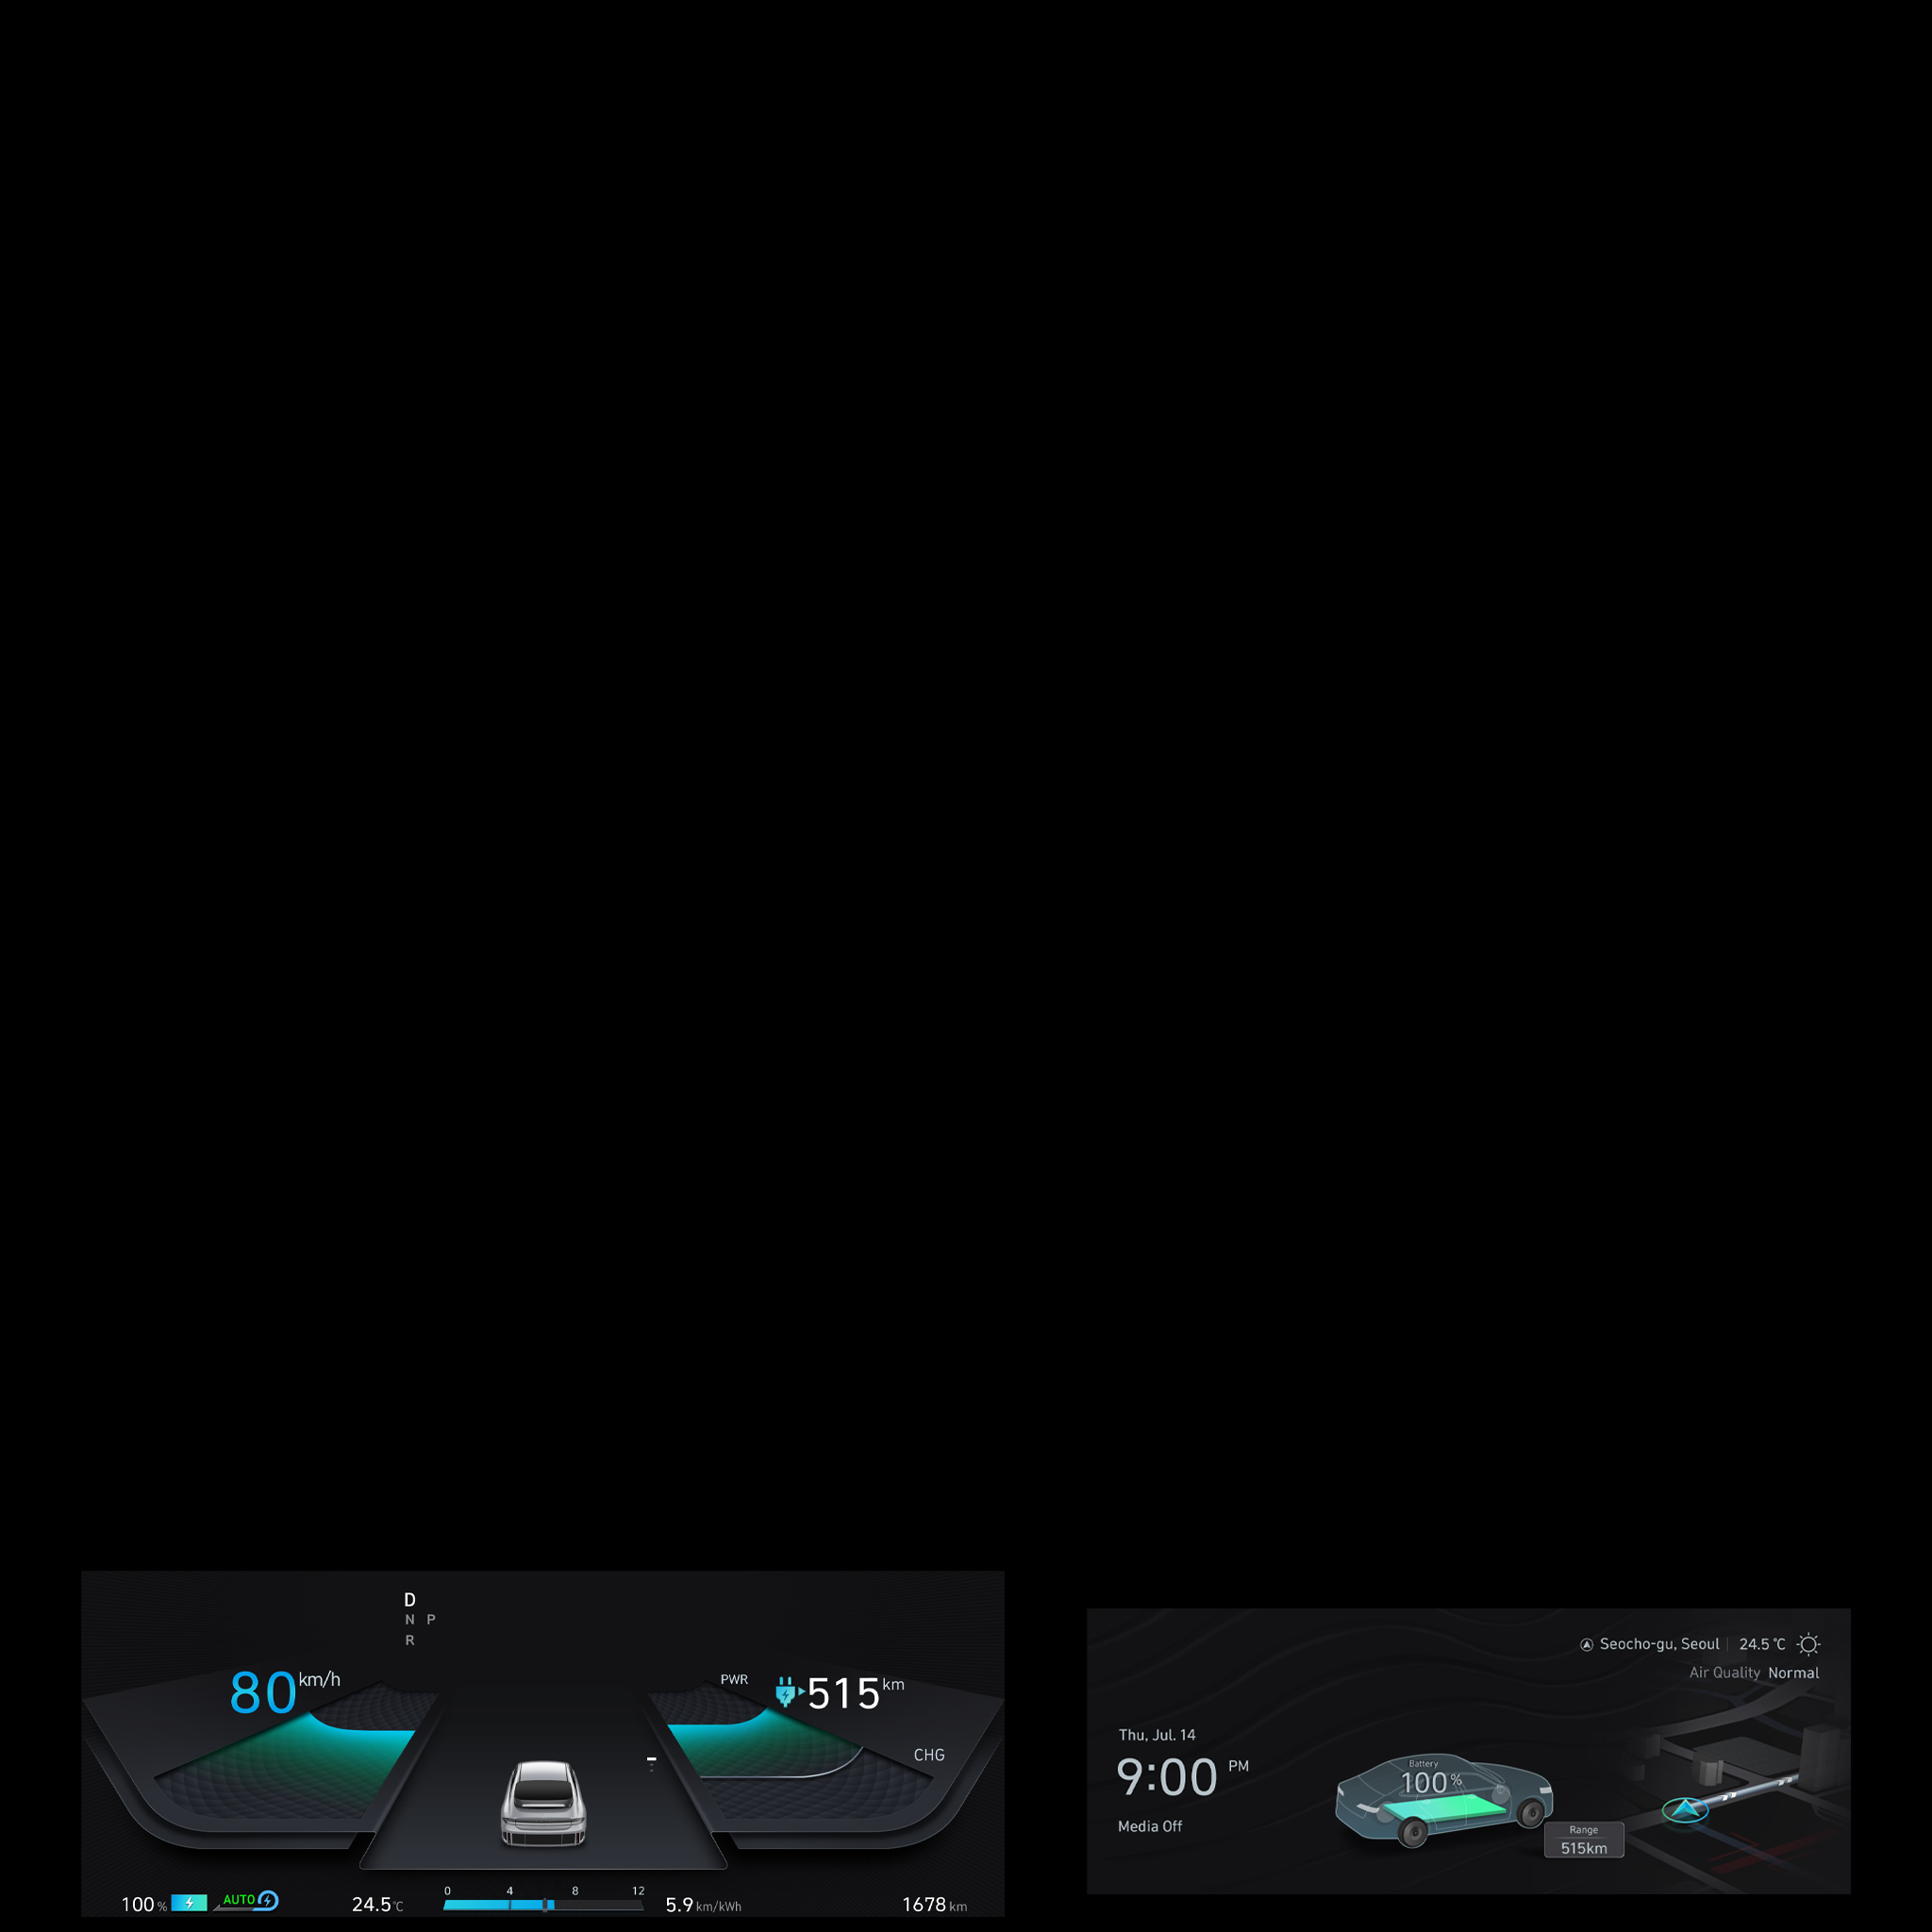 D
N P
R
80 km/h
PWR
515 km
CHG
0 4 8 12
100 %
AUTO
24.5 °C
5.9 km/kWh
1678 km
Seocho-gu, Seoul
24.5 °C
Air Quality Normal
Thu, Jul. 14
9:00 PM
Media Off
Battery
100 %
Range
515km